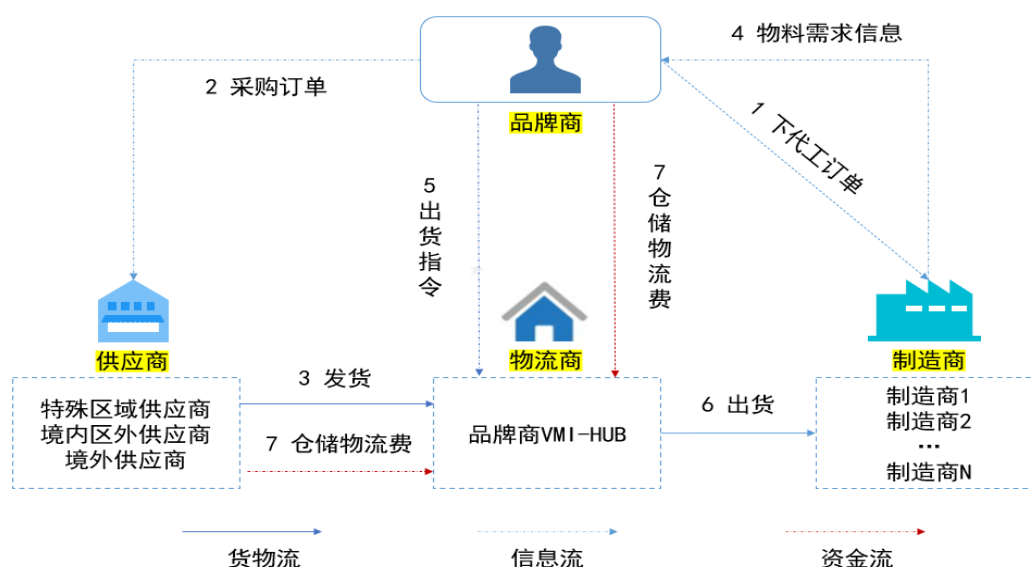 4 物料需求信息
2 采购订单
品牌商
1 下代工订单
5出货指令
7仓储物流费
供应商
物流商
制造商
3 发货
特殊区域供应商
境内区外供应商
境外供应商
7 仓储物流费
品牌商VMI-HUB
6 出货
制造商1
制造商2
…
制造商N
货物流
信息流
资金流